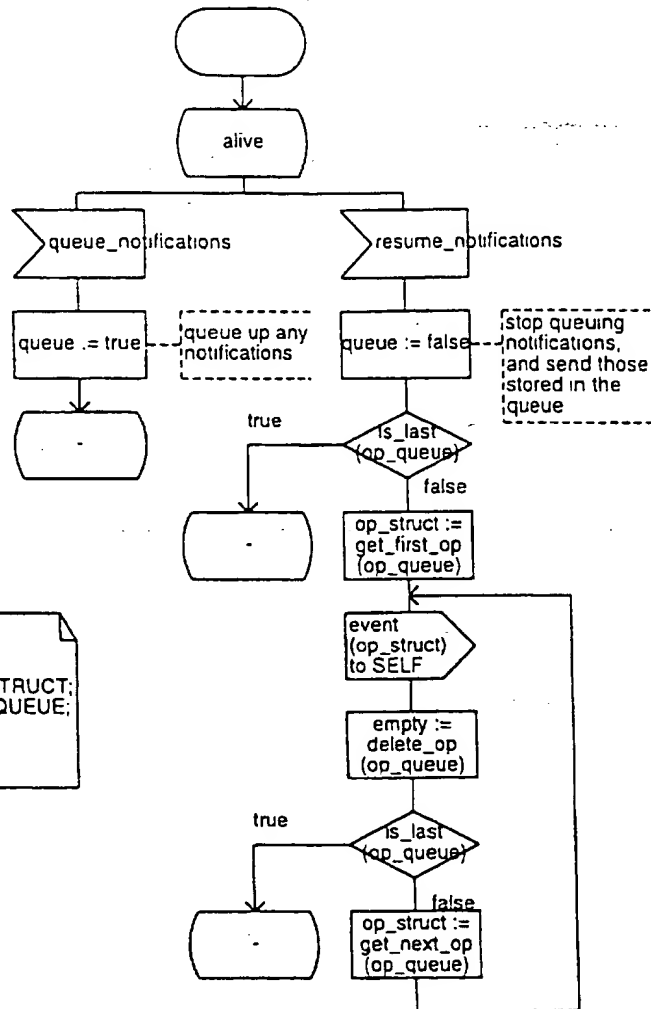 alive
queue_notifications
resume_notifications
queue := true
queue up any
notifications
queue := false
stop queuing
notifications,
and send those
stored in the
queue
true
is_last
(op_queue)
false
-
-
op_struct :=
get_first_op
(op_queue)
event
(op_struct)
to SELF
TRUCT;
QUEUE;
empty :=
delete_op
(op_queue)
true
is_last
(op_queue)
false
-
op_struct :=
get_next_op
(op_queue)